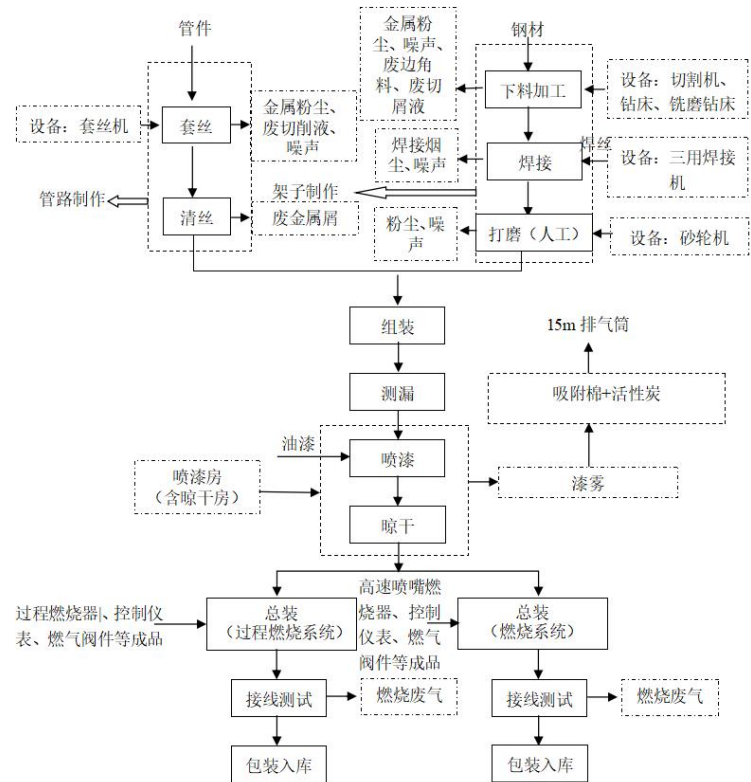 管件
金属粉
尘、噪声、
废边角
料、废切
屑液
钢材
下料加工
设备：切割机、
钻床、铣磨钻床
设备：套丝机
套丝
金属粉尘、
废切削液、
噪声
焊接烟
尘、噪声
焊丝
焊接
设备：三用焊接
机
管路制作
清丝
架子制作
废金属屑
粉尘、噪
声
打磨（人工）
设备：砂轮机
组装
15m 排气筒
测漏
吸附棉+活性炭
油漆
喷漆
喷漆房
（含晾干房）
漆雾
晾干
过程燃烧器|、控制仪
表、燃气阀件等成品
总装
（过程燃烧系统）
高速喷嘴燃
烧器、控制
仪表、燃气
阀件等成品
总装
（燃烧系统）
接线测试
燃烧废气
接线测试
燃烧废气
包装入库
包装入库